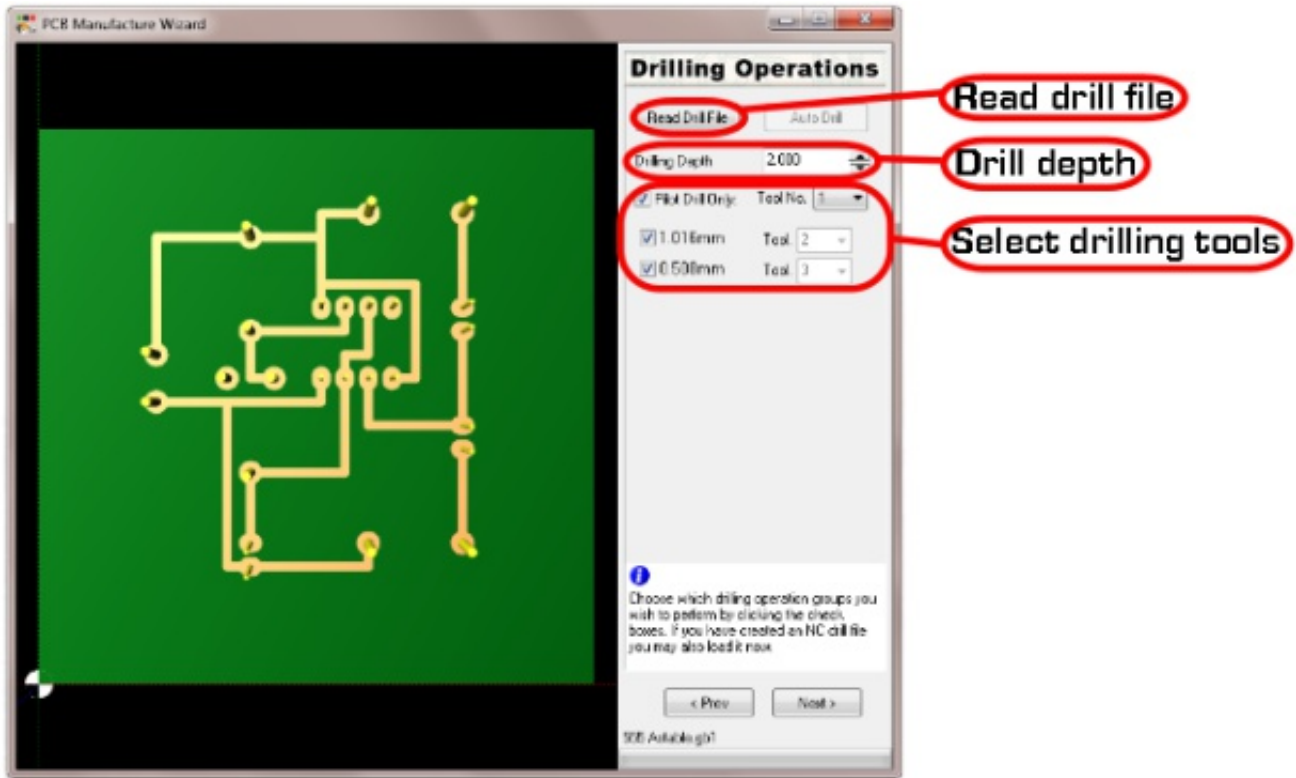 PCB Manufacture Wizard
Drilling Operations
Read Drill File
Auto Drill
Read drill file
Drilling Depth
2.000
Drill depth
Pilot Drill Only:
Tool No.
1
1.016mm
Tool
2
0.508mm
Tool
3
Select drilling tools
Choose which drilling operation groups you
wish to perform by clicking the check
boxes. If you have created an NC drill file
you may also load it now.
< Prev
Next >
555 Astable.gb1